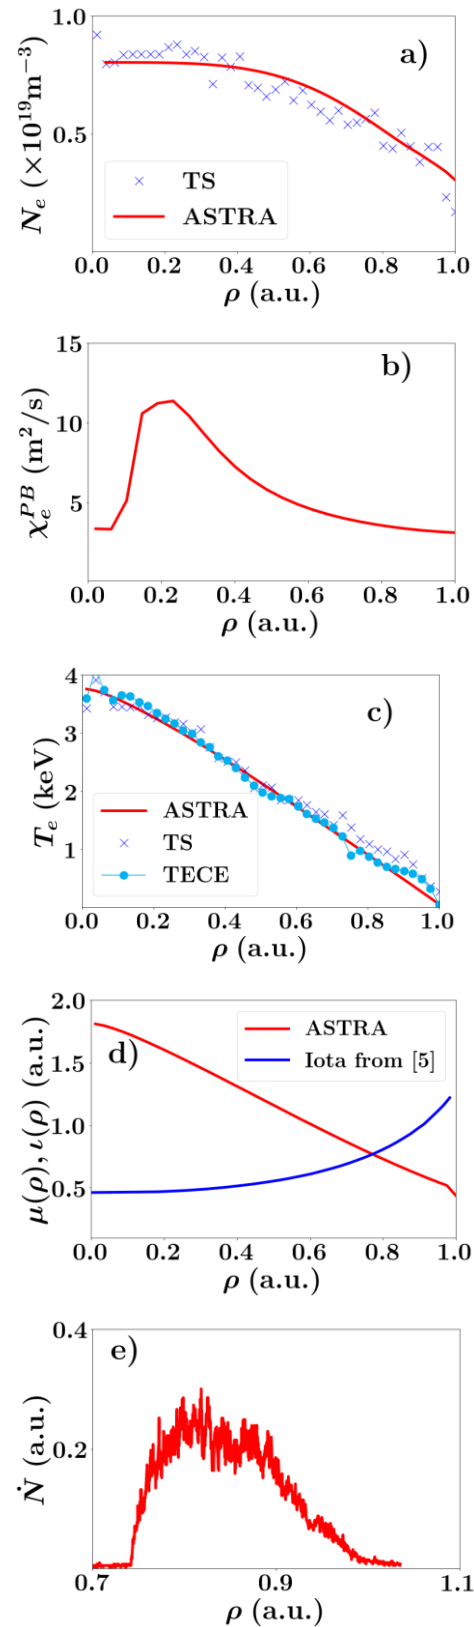 1.0
a)
N_e (×10^{19}m^{−3})
0.5
TS
ASTRA
0.0 0.2 0.4 0.6 0.8 1.0
ρ (a.u.)
15
b)
χ_e^{PB} (m^2/s)
10
5
0.0 0.2 0.4 0.6 0.8 1.0
ρ (a.u.)
4
c)
T_e (keV)
3
2
1
ASTRA
TS
TECE
0.0 0.2 0.4 0.6 0.8 1.0
ρ (a.u.)
2.0
d)
μ(ρ), ι(ρ) (a.u.)
ASTRA
Iota from [5]
1.5
1.0
0.5
0.0 0.2 0.4 0.6 0.8 1.0
ρ (a.u.)
0.4
e)
Ṅ (a.u.)
0.2
0.7 0.9 1.1
ρ (a.u.)